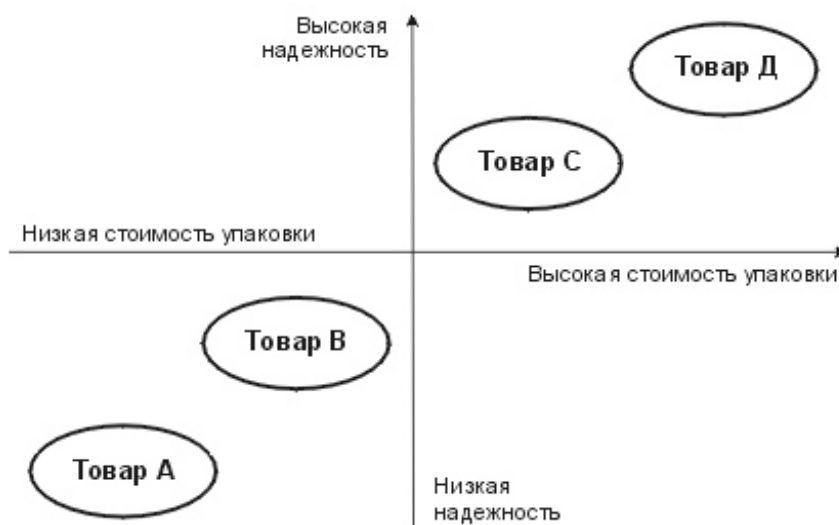 Высокая
надежность
Товар Д
Товар С
Низкая стоимость упаковки
Высокая стоимость упаковки
Товар В
Товар А
Низкая
надежность